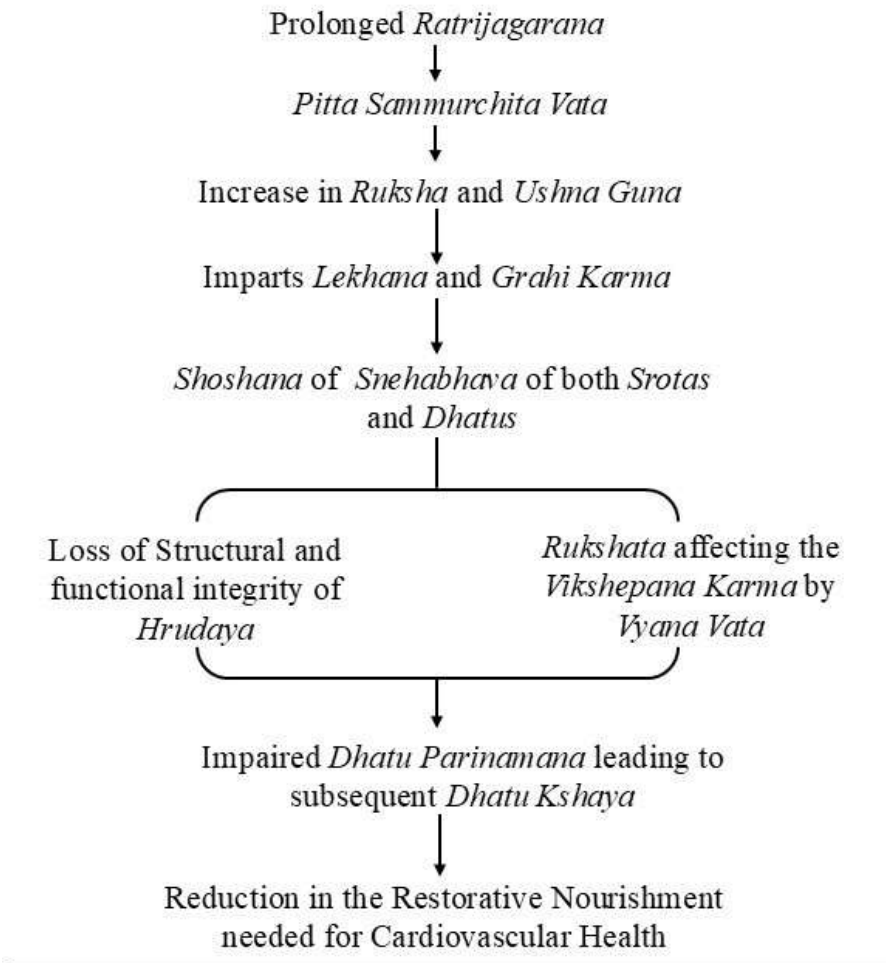 Prolonged Ratrijagarana
Pitta Sammurchita Vata
Increase in Ruksha and Ushna Guna
Imparts Lekhana and Grahi Karma
Shoshana of Snehabhava of both Srotas
and Dhatus
Loss of Structural and
functional integrity of
Hrudaya
Rukshata affecting the
Vikshepana Karma by
Vyana Vata
Impaired Dhatu Parinamana leading to
subsequent Dhatu Kshaya
Reduction in the Restorative Nourishment
needed for Cardiovascular Health